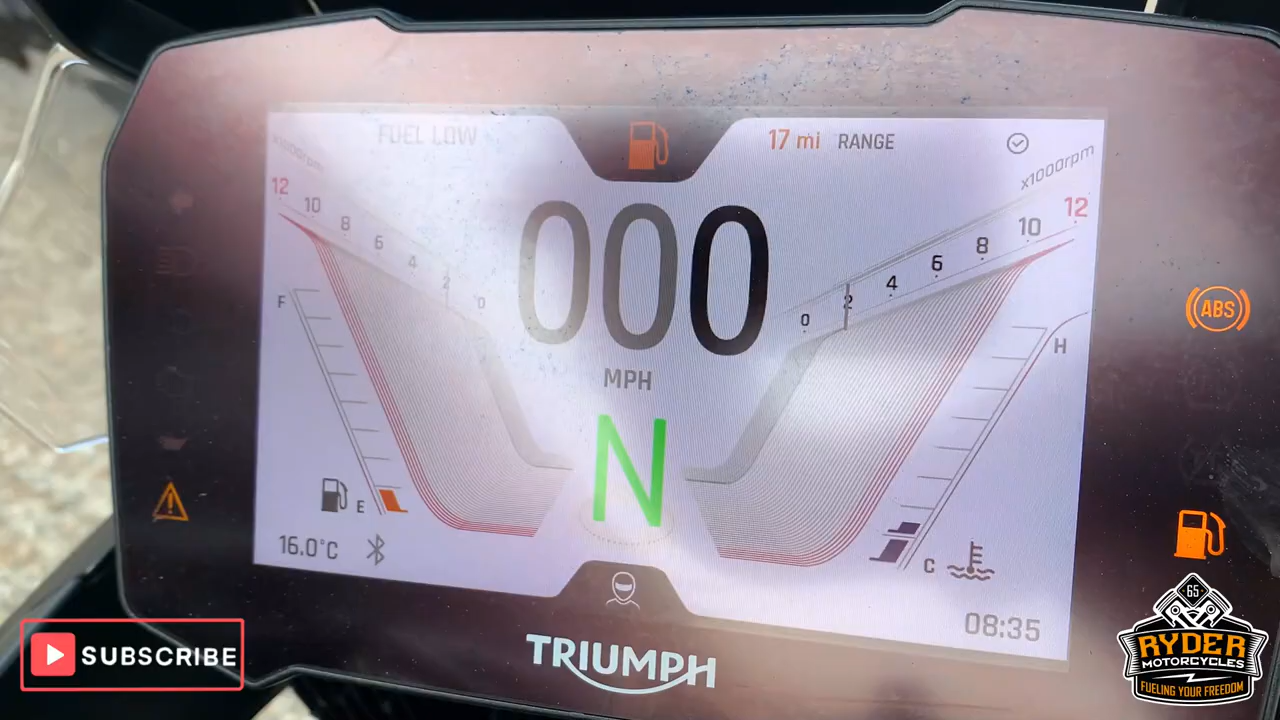 FUEL LOW
17 mi RANGE
x1000rpm
x1000rpm
12 10 8 6 4 2 0
0 2 4 6 8 10 12
000
MPH
N
F
E
H
C
ABS
16.0°C
08:35
TRIUMPH
SUBSCRIBE
65
RYDER
MOTORCYCLES
FUELING YOUR FREEDOM